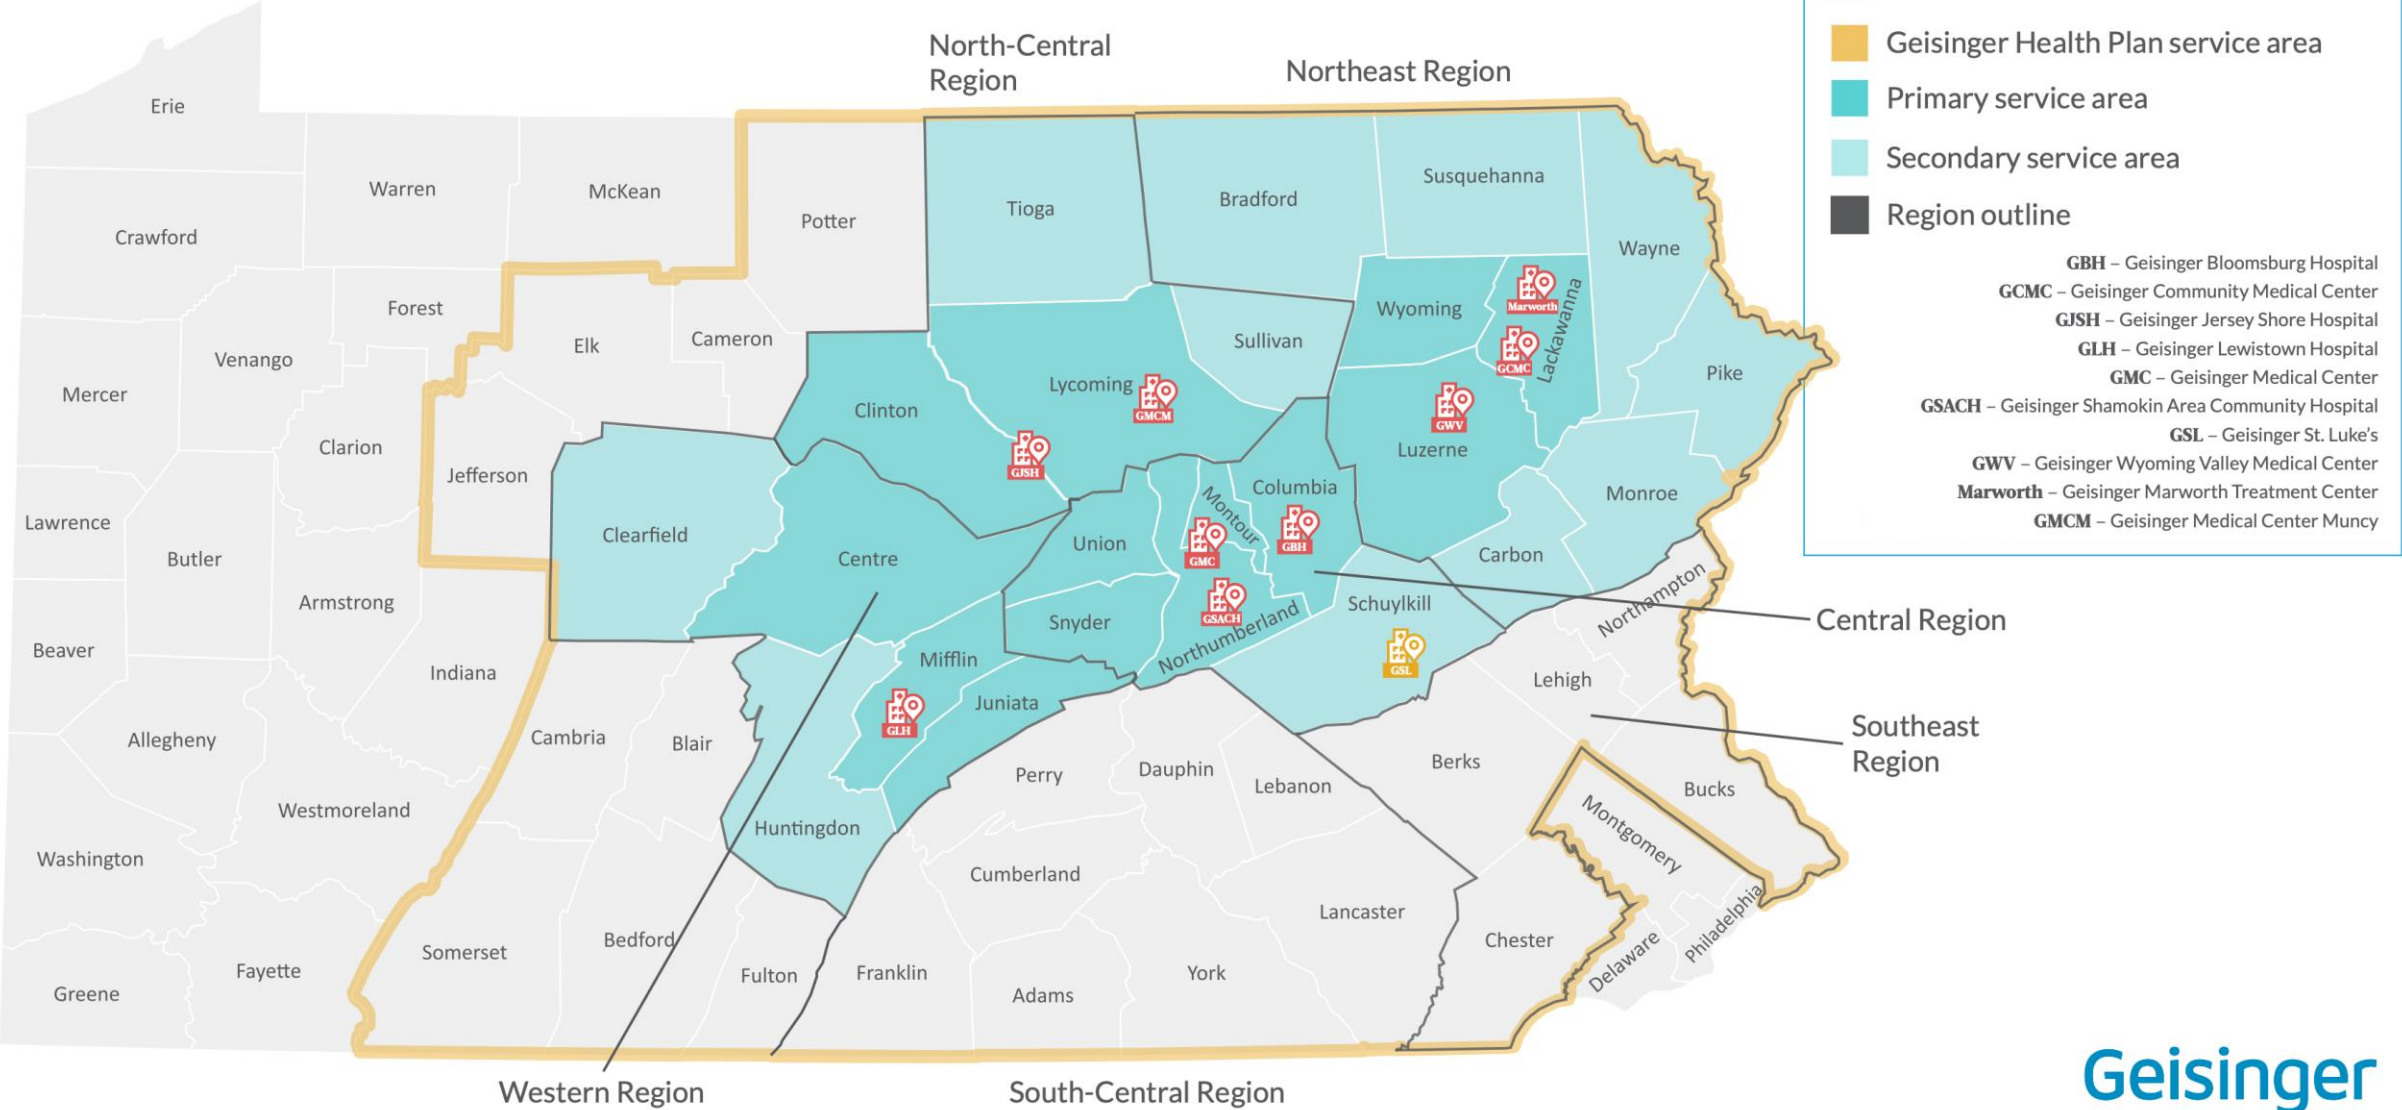 North-Central
Region
Northeast Region
Geisinger Health Plan service area
Primary service area
Secondary service area
Region outline
GBH – Geisinger Bloomsburg Hospital
GCMC – Geisinger Community Medical Center
GJSH – Geisinger Jersey Shore Hospital
GLH – Geisinger Lewistown Hospital
GMC – Geisinger Medical Center
GSACH – Geisinger Shamokin Area Community Hospital
GSL – Geisinger St. Luke's
GWV – Geisinger Wyoming Valley Medical Center
Marworth – Geisinger Marworth Treatment Center
GMCM – Geisinger Medical Center Muncy
Erie
Warren
McKean
Potter
Tioga
Bradford
Susquehanna
Wayne
Crawford
Forest
Elk
Cameron
Venango
Mercer
Wyoming
Marworth
Lackawanna
GCMC
Sullivan
Pike
Clinton
Lycoming
GMCM
GJSH
GWV
Luzerne
Clarion
Jefferson
Lawrence
Butler
Clearfield
Centre
Union
Montour
Columbia
GMC
GBH
Monroe
Carbon
Armstrong
Snyder
GSACH
Northumberland
Schuylkill
GSL
Northampton
Central Region
Beaver
Indiana
Mifflin
GLH
Juniata
Lehigh
Southeast
Region
Allegheny
Cambria
Blair
Perry
Dauphin
Lebanon
Berks
Bucks
Westmoreland
Huntingdon
Montgomery
Washington
Cumberland
Lancaster
Chester
Philadelphia
Delaware
Somerset
Bedford
Fulton
Franklin
Adams
York
Greene
Fayette
Western Region
South-Central Region
Geisinger